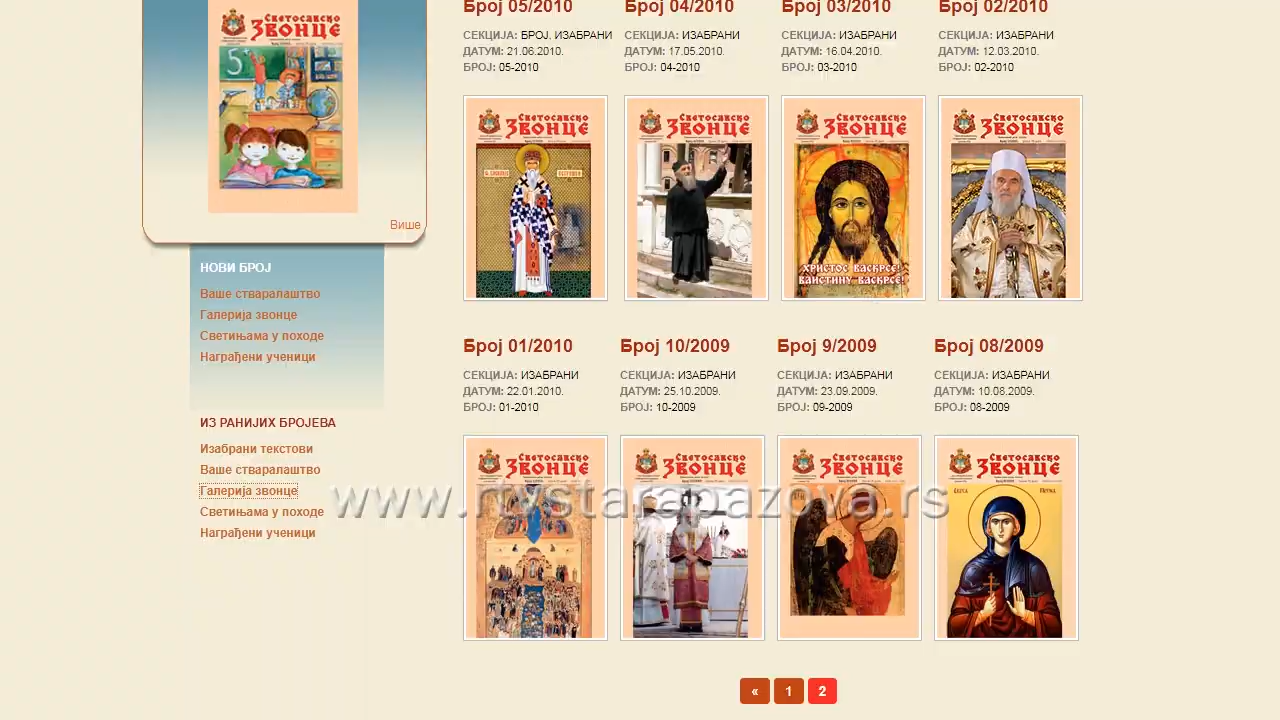 Светосавско
Звонце
Више
НОВИ БРОЈ
Ваше стваралаштво
Галерија звонце
Светињама у походе
Награђени ученици
ИЗ РАНИЈИХ БРОЈЕВА
Изабрани текстови
Ваше стваралаштво
Галерија звонце
Светињама у походе
Награђени ученици
Број 05/2010
СЕКЦИЈА: БРОЈ, ИЗАБРАНИ
ДАТУМ: 21.06.2010.
БРОЈ: 05-2010
Светосавско
Звонце
Број 04/2010
СЕКЦИЈА: ИЗАБРАНИ
ДАТУМ: 17.05.2010.
БРОЈ: 04-2010
Светосавско
Звонце
Број 03/2010
СЕКЦИЈА: ИЗАБРАНИ
ДАТУМ: 16.04.2010.
БРОЈ: 03-2010
Светосавско
Звонце
ХРИСТОС ВАСКРСЕ!
ВАИСТИНУ ВАСКРСЕ!
Број 02/2010
СЕКЦИЈА: ИЗАБРАНИ
ДАТУМ: 12.03.2010.
БРОЈ: 02-2010
Светосавско
Звонце
Број 01/2010
СЕКЦИЈА: ИЗАБРАНИ
ДАТУМ: 22.01.2010.
БРОЈ: 01-2010
Светосавско
Звонце
Број 10/2009
СЕКЦИЈА: ИЗАБРАНИ
ДАТУМ: 25.10.2009.
БРОЈ: 10-2009
Светосавско
Звонце
Број 9/2009
СЕКЦИЈА: ИЗАБРАНИ
ДАТУМ: 23.09.2009.
БРОЈ: 09-2009
Светосавско
Звонце
Број 08/2009
СЕКЦИЈА: ИЗАБРАНИ
ДАТУМ: 10.08.2009.
БРОЈ: 08-2009
Светосавско
Звонце
www.rtvstarapazova.rs
« 1 2